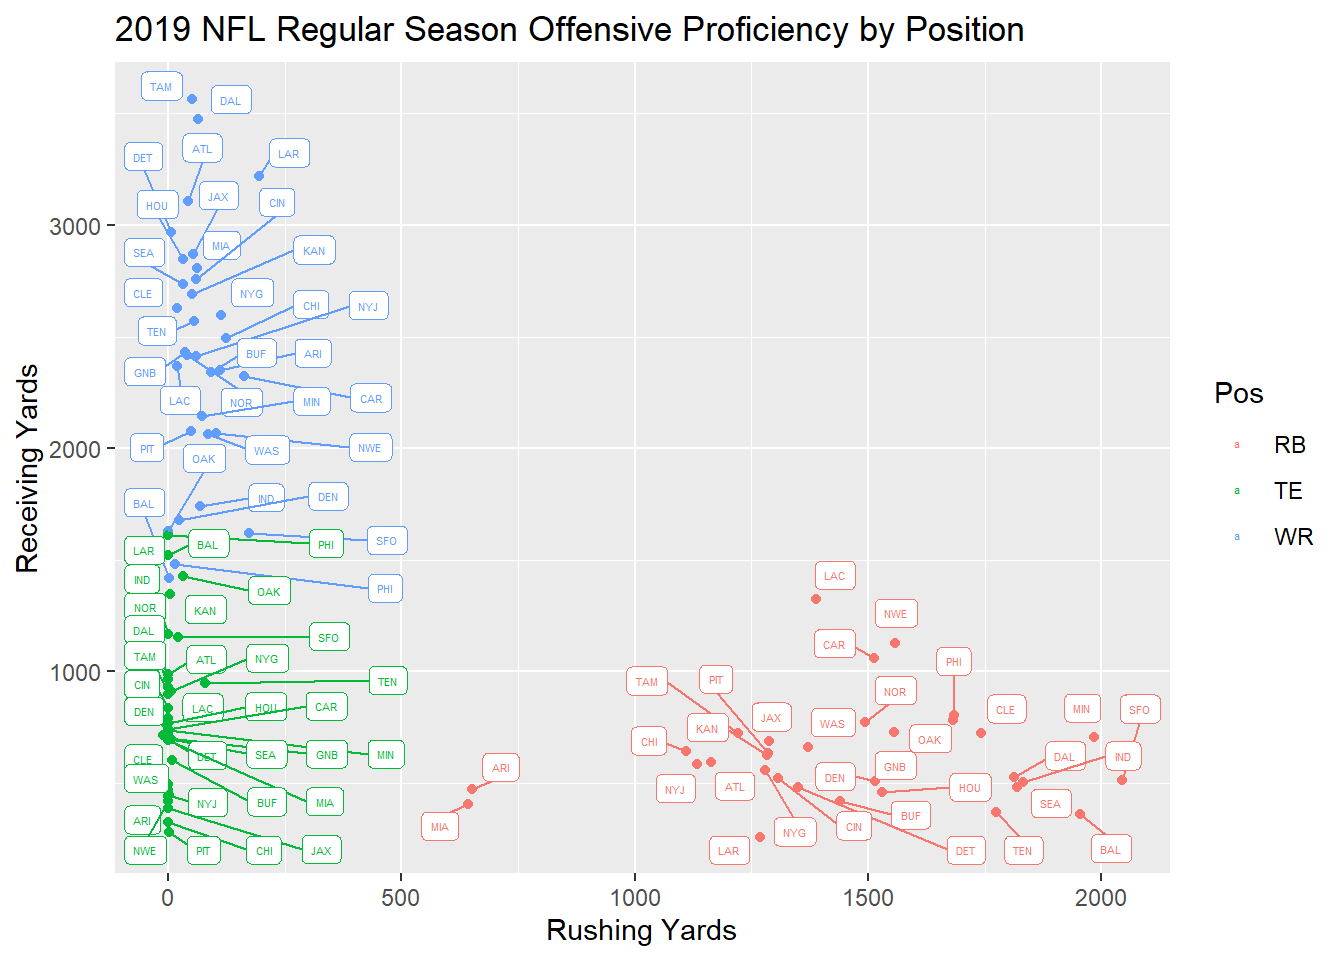 2019 NFL Regular Season Offensive Proficiency by Position
TAM
DAL
ATL
DET
LAR
JAX
HOU
CIN
MIA
SEA
KAN
CLE
NYG
CHI
NYJ
TEN
BUF
ARI
GNB
LAC
NOR
MIN
CAR
PIT
WAS
NWE
OAK
BAL
IND
DEN
SFO
PHI
LAR
BAL
PHI
IND
OAK
NOR
KAN
DAL
SFO
TAM
ATL
NYG
CIN
TEN
DEN
LAC
HOU
CAR
CLE
DET
SEA
GNB
MIN
WAS
NYJ
BUF
MIA
ARI
NWE
PIT
CHI
JAX
LAC
NWE
CAR
PHI
TAM
PIT
NOR
CLE
MIN
SFO
JAX
KAN
WAS
CHI
OAK
DAL
IND
ARI
GNB
DEN
NYJ
ATL
HOU
SEA
MIA
BUF
CIN
NYG
LAR
DET
TEN
BAL
3000
2000
1000
0
500
1000
1500
2000
Receiving Yards
Rushing Yards
Pos
a RB
a TE
a WR